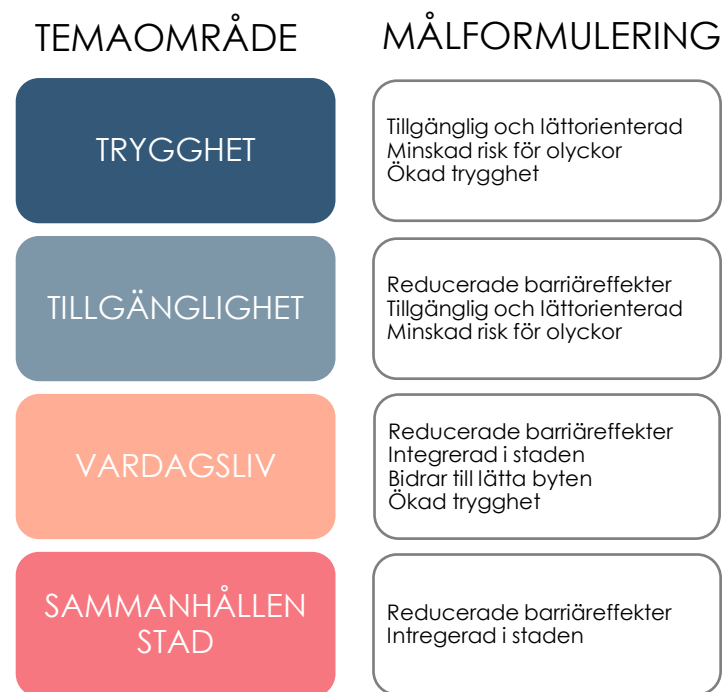 TEMAOMRÅDE
MÅLFORMULERING
TRYGGHET
Tillgänglig och lättorienterad
Minskad risk för olyckor
Ökad trygghet
TILLGÄNGLIGHET
Reducerade barriäreffekter
Tillgänglig och lättorienterad
Minskad risk för olyckor
VARDAGSLIV
Reducerade barriäreffekter
Integrerad i staden
Bidrar till lätta byten
Ökad trygghet
SAMMANHÅLLEN
STAD
Reducerade barriäreffekter
Intregerad i staden